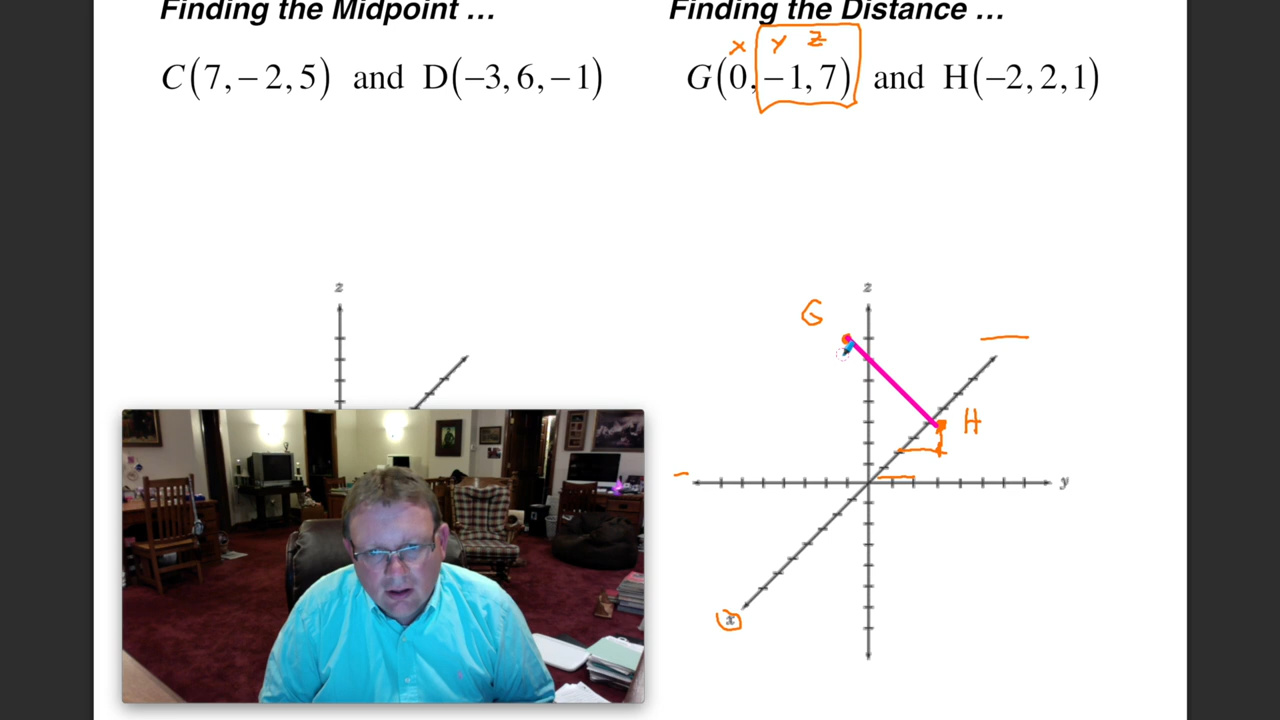 Finding the Midpoint …
Finding the Distance …
x y z
C(7, −2, 5) and D(−3, 6, −1)
G(0, −1, 7) and H(−2, 2, 1)
z
z
G
H
y
x